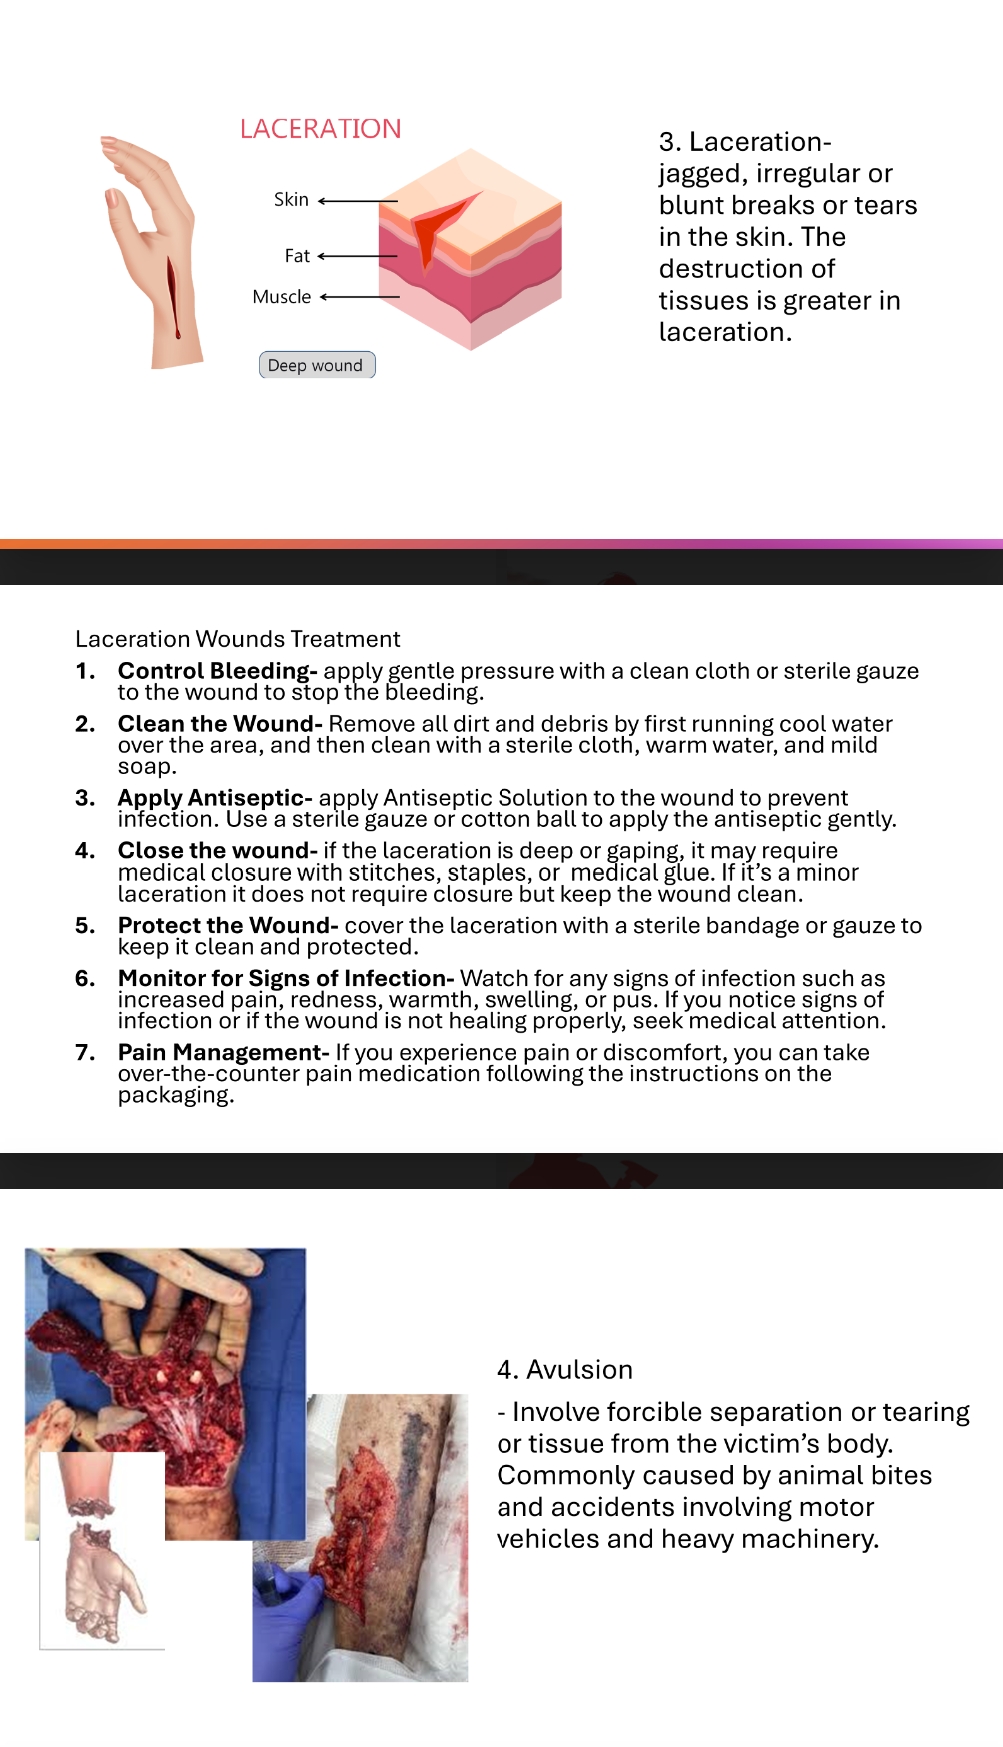 LACERATION
Skin
Fat
Muscle
Deep wound
3. Laceration-
jagged, irregular or
blunt breaks or tears
in the skin. The
destruction of
tissues is greater in
laceration.
Laceration Wounds Treatment
1. Control Bleeding- apply gentle pressure with a clean cloth or sterile gauze
to the wound to stop the bleeding.
2. Clean the Wound- Remove all dirt and debris by first running cool water
over the area, and then clean with a sterile cloth, warm water, and mild
soap.
3. Apply Antiseptic- apply Antiseptic Solution to the wound to prevent
infection. Use a sterile gauze or cotton ball to apply the antiseptic gently.
4. Close the wound- if the laceration is deep or gaping, it may require
medical closure with stitches, staples, or medical glue. If it’s a minor
laceration it does not require closure but keep the wound clean.
5. Protect the Wound- cover the laceration with a sterile bandage or gauze to
keep it clean and protected.
6. Monitor for Signs of Infection- Watch for any signs of infection such as
increased pain, redness, warmth, swelling, or pus. If you notice signs of
infection or if the wound is not healing properly, seek medical attention.
7. Pain Management- If you experience pain or discomfort, you can take
over-the-counter pain medication following the instructions on the
packaging.
4. Avulsion
- Involve forcible separation or tearing
or tissue from the victim’s body.
Commonly caused by animal bites
and accidents involving motor
vehicles and heavy machinery.